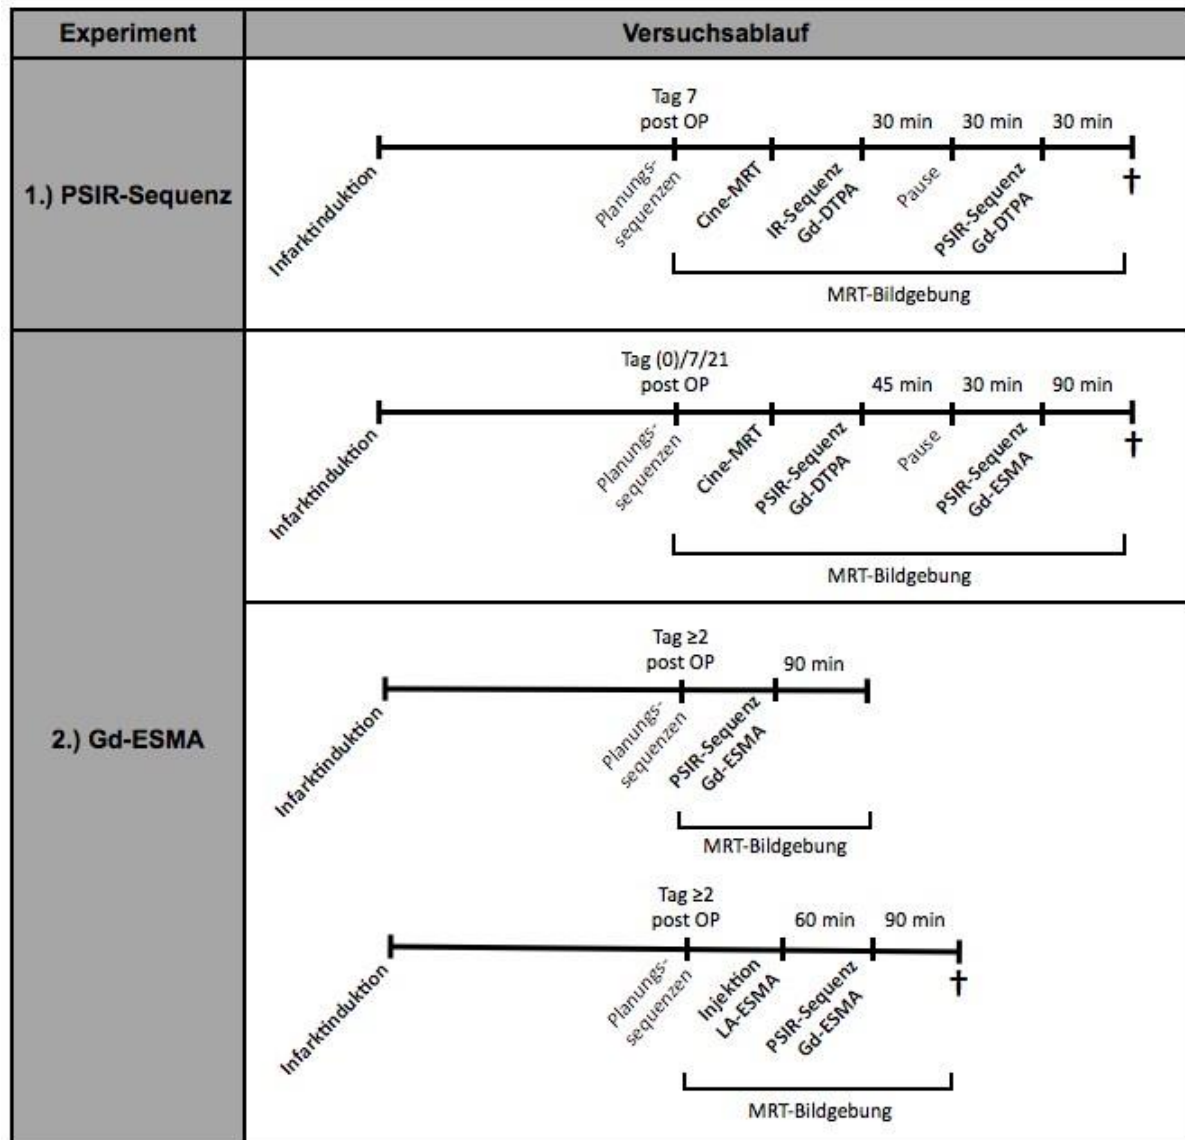 Experiment
Versuchsablauf
1.) PSIR-Sequenz
Tag 7
post OP
30 min
30 min
30 min
Infarktinduktion
Planungs-
sequenzen
Cine-MRT
IR-Sequenz
Gd-DTPA
Pause
PSIR-Sequenz
Gd-DTPA
†
MRT-Bildgebung
2.) Gd-ESMA
Tag (0)/7/21
post OP
45 min
30 min
90 min
Infarktinduktion
Planungs-
sequenzen
Cine-MRT
PSIR-Sequenz
Gd-DTPA
Pause
PSIR-Sequenz
Gd-ESMA
†
MRT-Bildgebung
Tag ≥2
post OP
90 min
Infarktinduktion
Planungs-
sequenzen
PSIR-Sequenz
Gd-ESMA
MRT-Bildgebung
Tag ≥2
post OP
60 min
90 min
Infarktinduktion
Planungs-
sequenzen
Injektion
LA-ESMA
PSIR-Sequenz
Gd-ESMA
†
MRT-Bildgebung